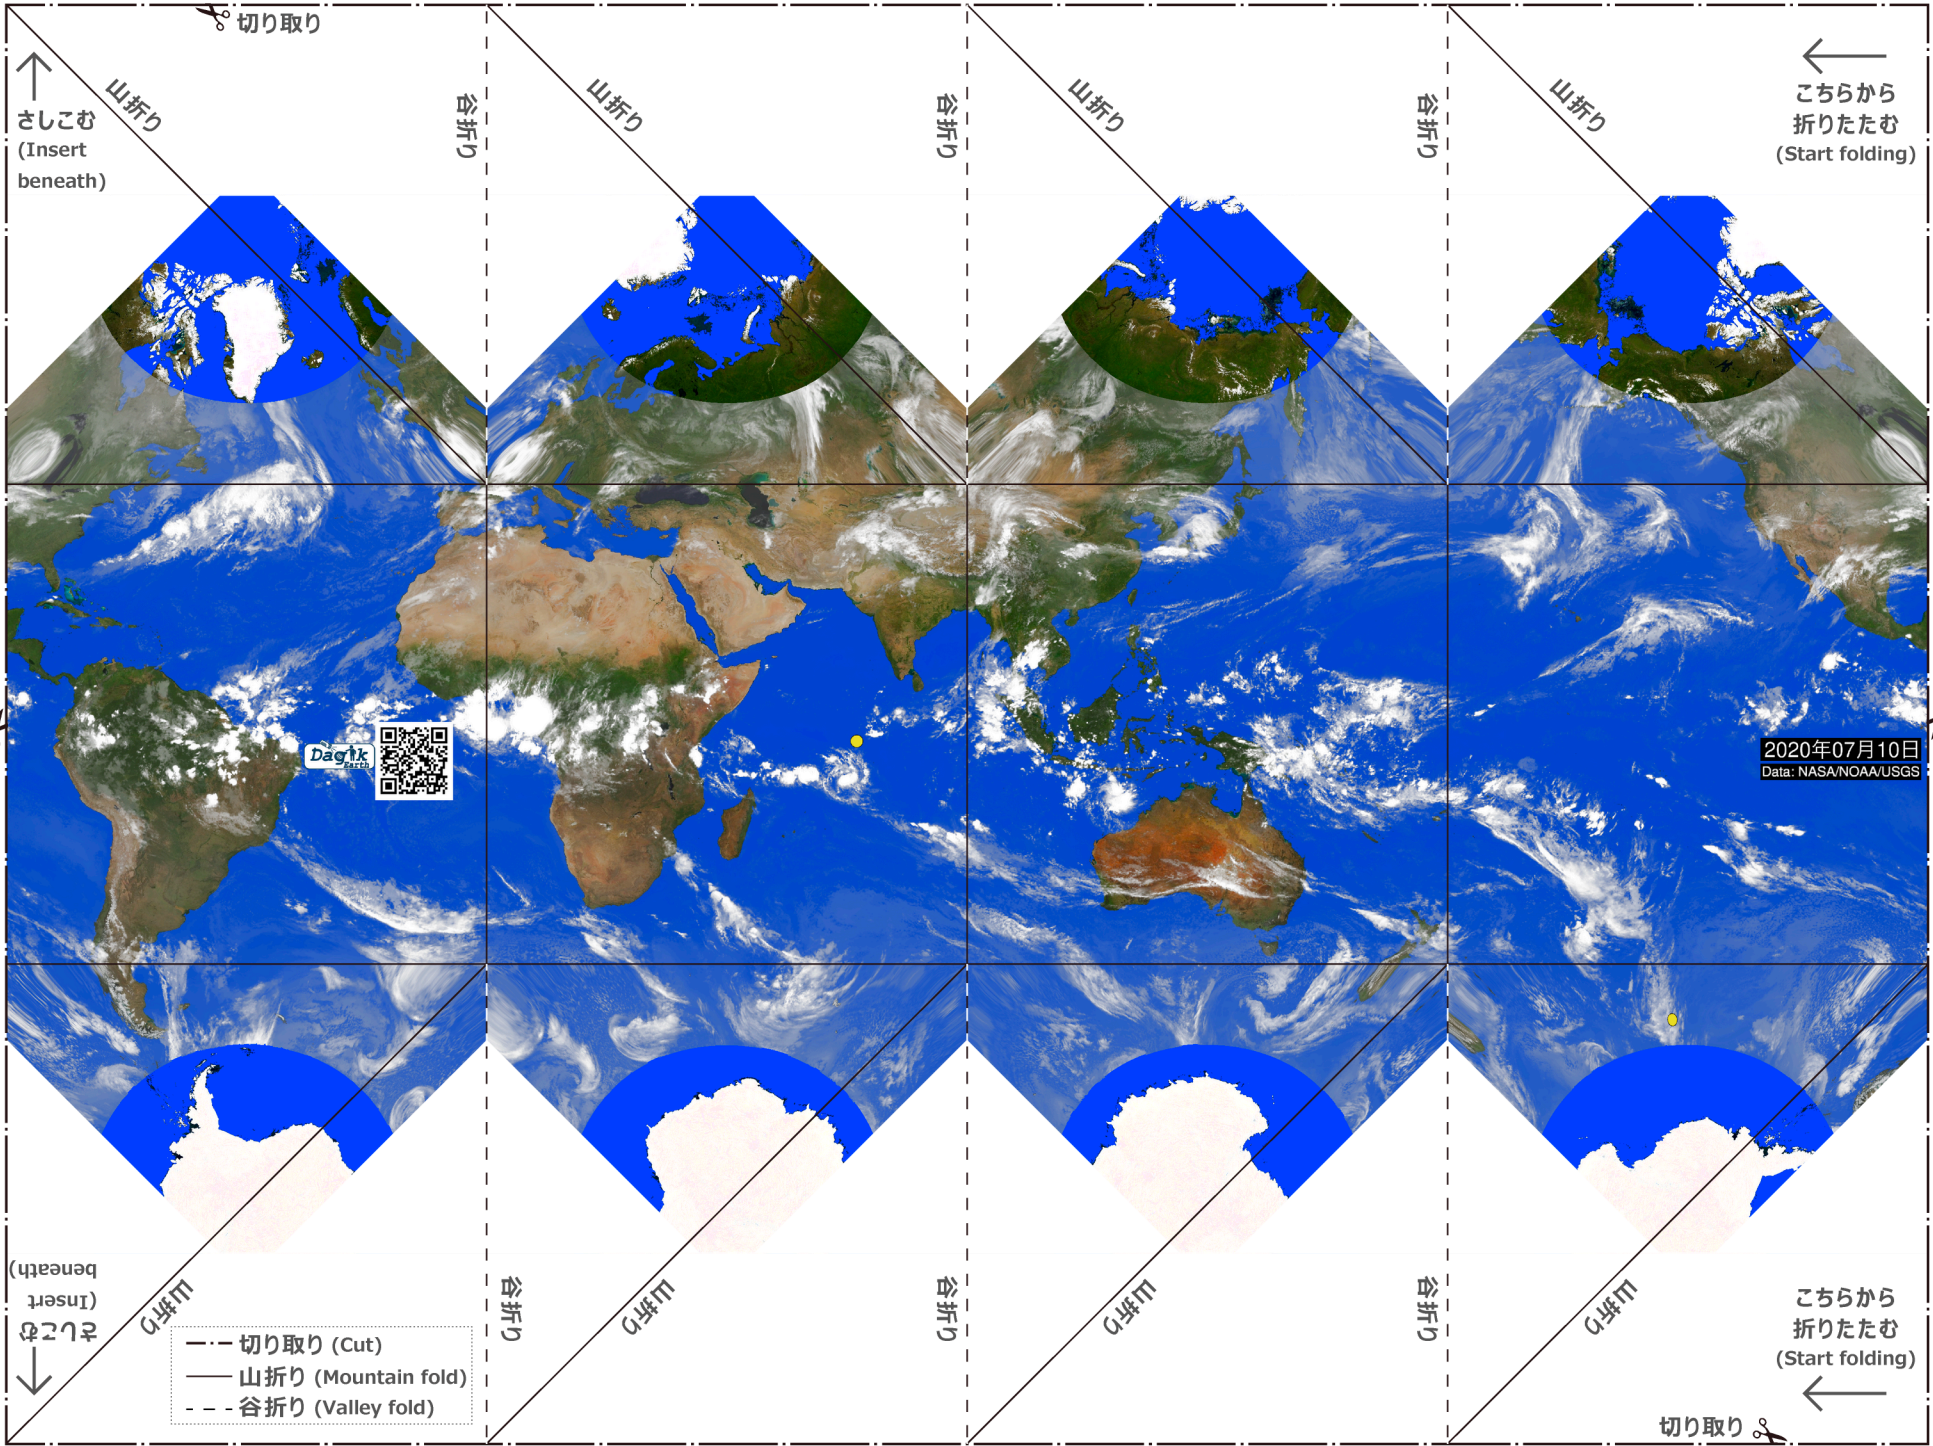 切り取り
山折り
谷折り
山折り
谷折り
山折り
谷折り
山折り
さしこむ
(Insert
beneath)
こちらから
折りたたむ
(Start folding)
Dagik
Earth
2020年07月10日
Data: NASA/NOAA/USGS
さしこむ
(Insert
beneath)
山折り
谷折り
山折り
谷折り
山折り
谷折り
山折り
こちらから
折りたたむ
(Start folding)
切り取り (Cut)
山折り (Mountain fold)
谷折り (Valley fold)
切り取り